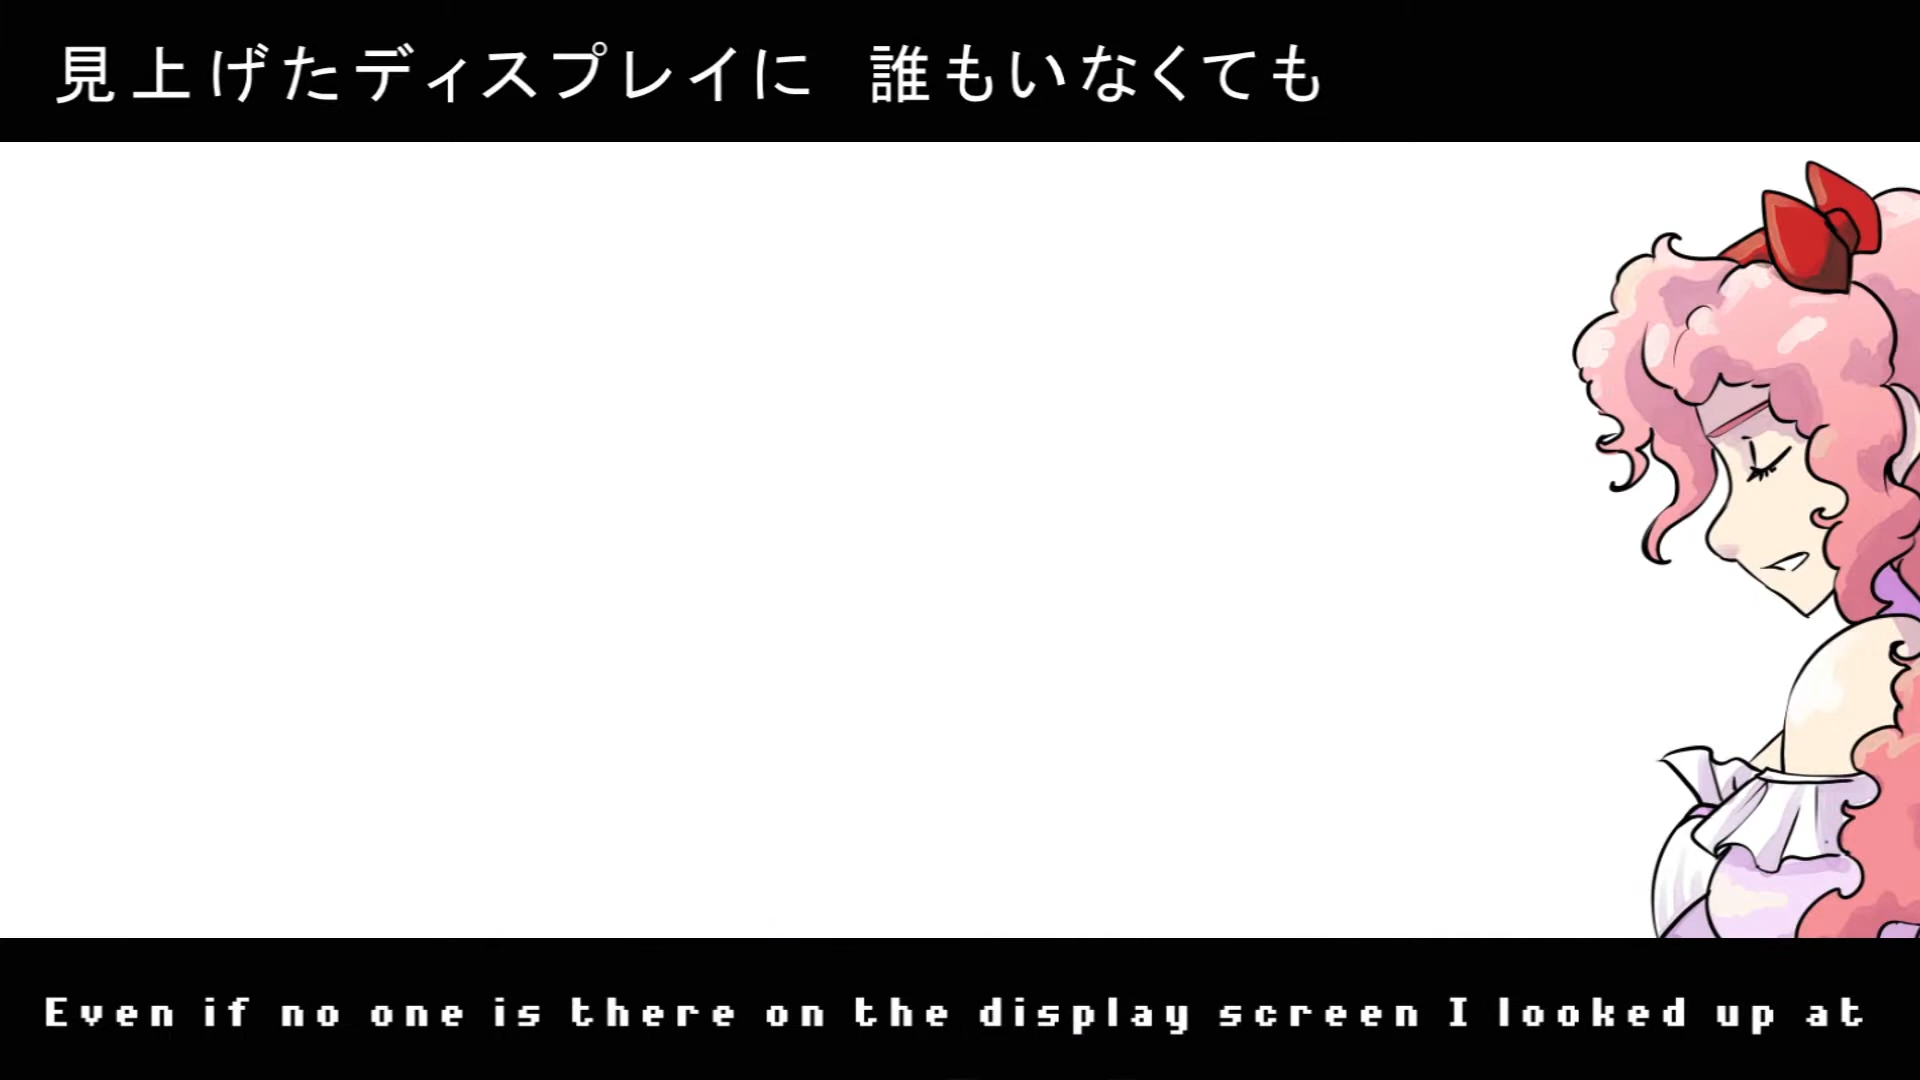 見上げたディスプレイに　誰もいなくても
Even if no one is there on the display screen I looked up at